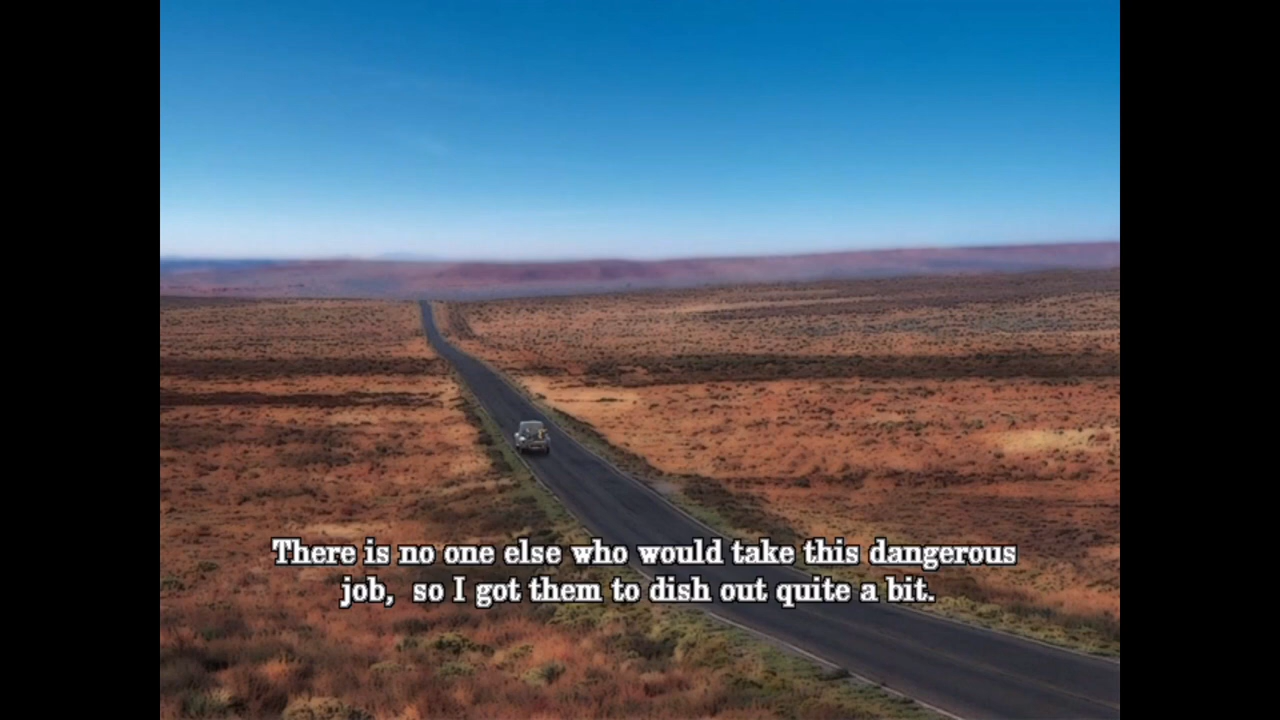 There is no one else who would take this dangerous
job,  so I got them to dish out quite a bit.